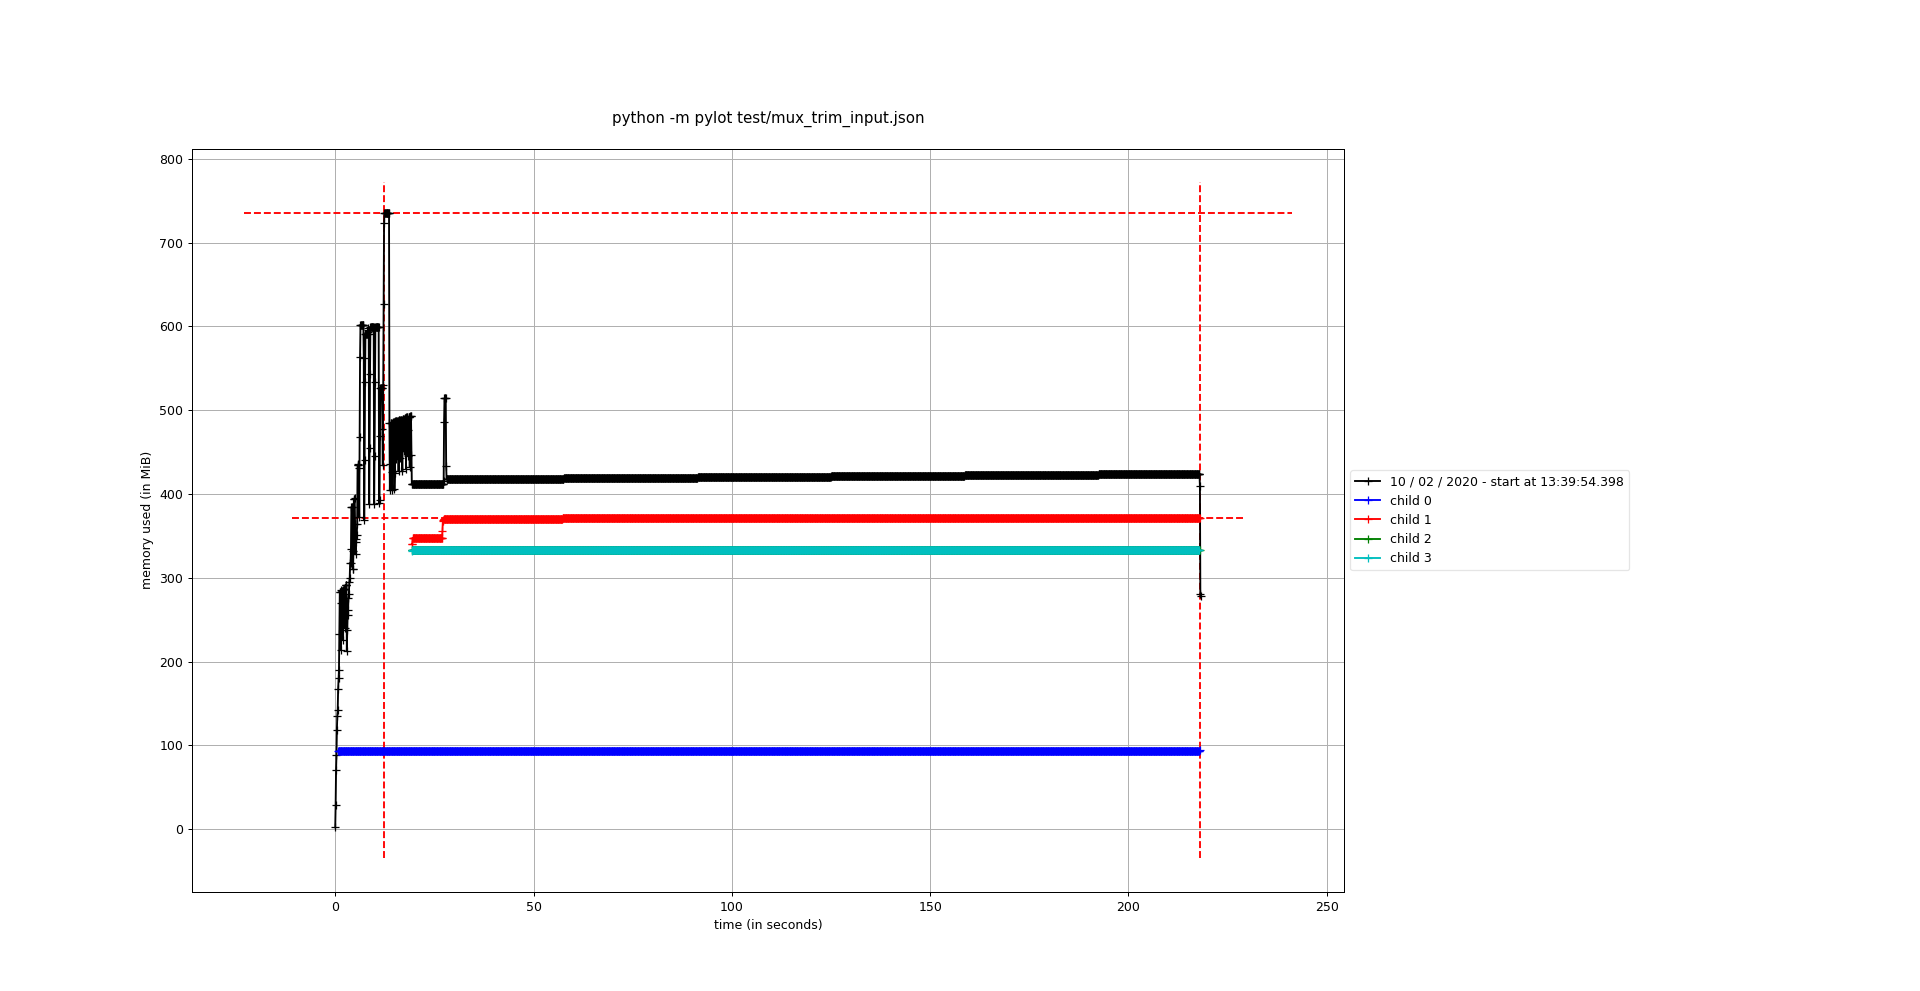 python -m pylot test/mux_trim_input.json
800
700
600
500
400
300
200
100
0
memory used (in MiB)
0 50 100 150 200 250
time (in seconds)
10 / 02 / 2020 - start at 13:39:54.398
child 0
child 1
child 2
child 3